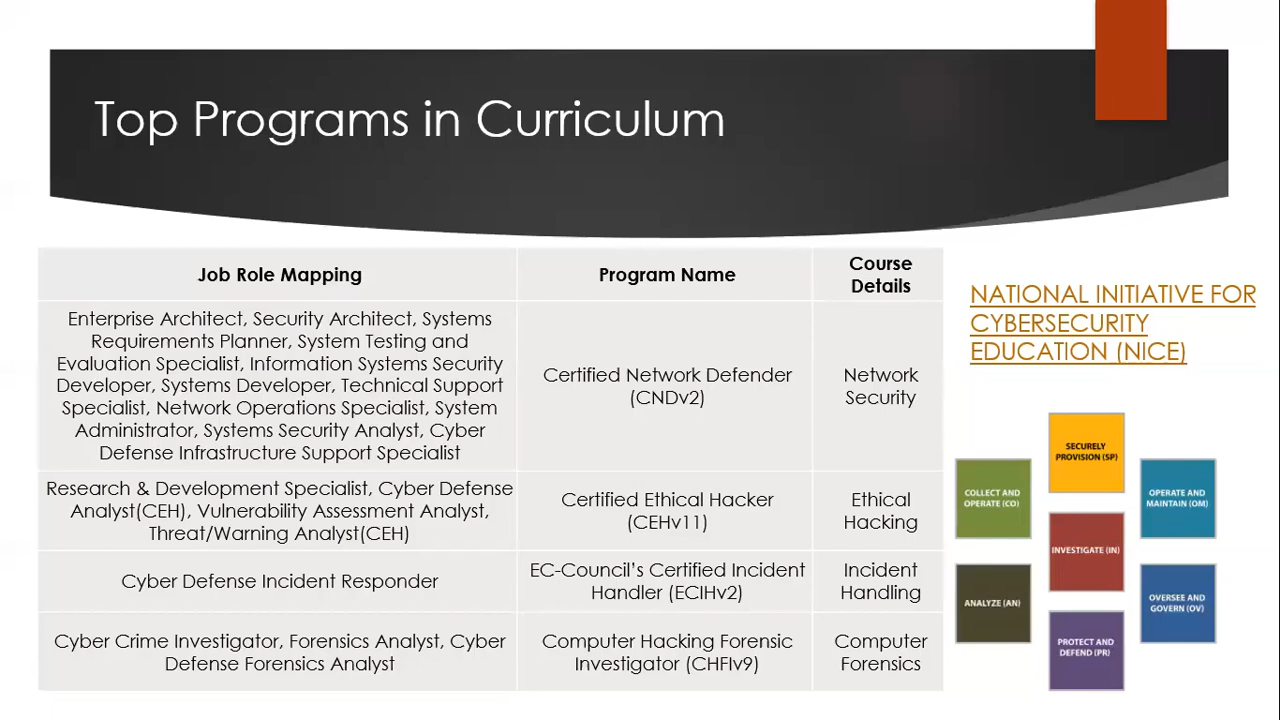 Top Programs in Curriculum
Job Role Mapping
Program Name
Course
Details
Enterprise Architect, Security Architect, Systems
Requirements Planner, System Testing and
Evaluation Specialist, Information Systems Security
Developer, Systems Developer, Technical Support
Specialist, Network Operations Specialist, System
Administrator, Systems Security Analyst, Cyber
Defense Infrastructure Support Specialist
Certified Network Defender
(CNDv2)
Network
Security
Research & Development Specialist, Cyber Defense
Analyst(CEH), Vulnerability Assessment Analyst,
Threat/Warning Analyst(CEH)
Certified Ethical Hacker
(CEHv11)
Ethical
Hacking
Cyber Defense Incident Responder
EC-Council’s Certified Incident
Handler (ECIHv2)
Incident
Handling
Cyber Crime Investigator, Forensics Analyst, Cyber
Defense Forensics Analyst
Computer Hacking Forensic
Investigator (CHFIv9)
Computer
Forensics
NATIONAL INITIATIVE FOR
CYBERSECURITY
EDUCATION (NICE)
SECURELY
PROVISION (SP)
COLLECT AND
OPERATE (CO)
OPERATE AND
MAINTAIN (OM)
INVESTIGATE (IN)
ANALYZE (AN)
OVERSEE AND
GOVERN (OV)
PROTECT AND
DEFEND (PR)